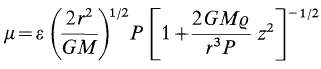 μ = ε (2r²/GM)^{1/2} P [1 + (2GMϱ/r³P) z²]^{-1/2}